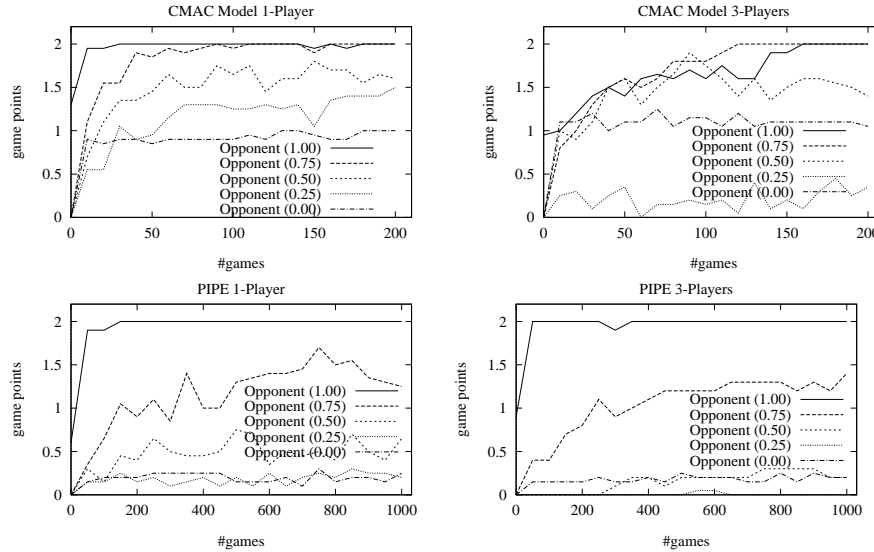 CMAC Model 1-Player
2
1.5
1
0.5
0
game points
0 50 100 150 200
#games
Opponent (1.00)
Opponent (0.75)
Opponent (0.50)
Opponent (0.25)
Opponent (0.00)
CMAC Model 3-Players
2
1.5
1
0.5
0
game points
0 50 100 150 200
#games
Opponent (1.00)
Opponent (0.75)
Opponent (0.50)
Opponent (0.25)
Opponent (0.00)
PIPE 1-Player
2
1.5
1
0.5
0
game points
0 200 400 600 800 1000
#games
Opponent (1.00)
Opponent (0.75)
Opponent (0.50)
Opponent (0.25)
Opponent (0.00)
PIPE 3-Players
2
1.5
1
0.5
0
game points
0 200 400 600 800 1000
#games
Opponent (1.00)
Opponent (0.75)
Opponent (0.50)
Opponent (0.25)
Opponent (0.00)